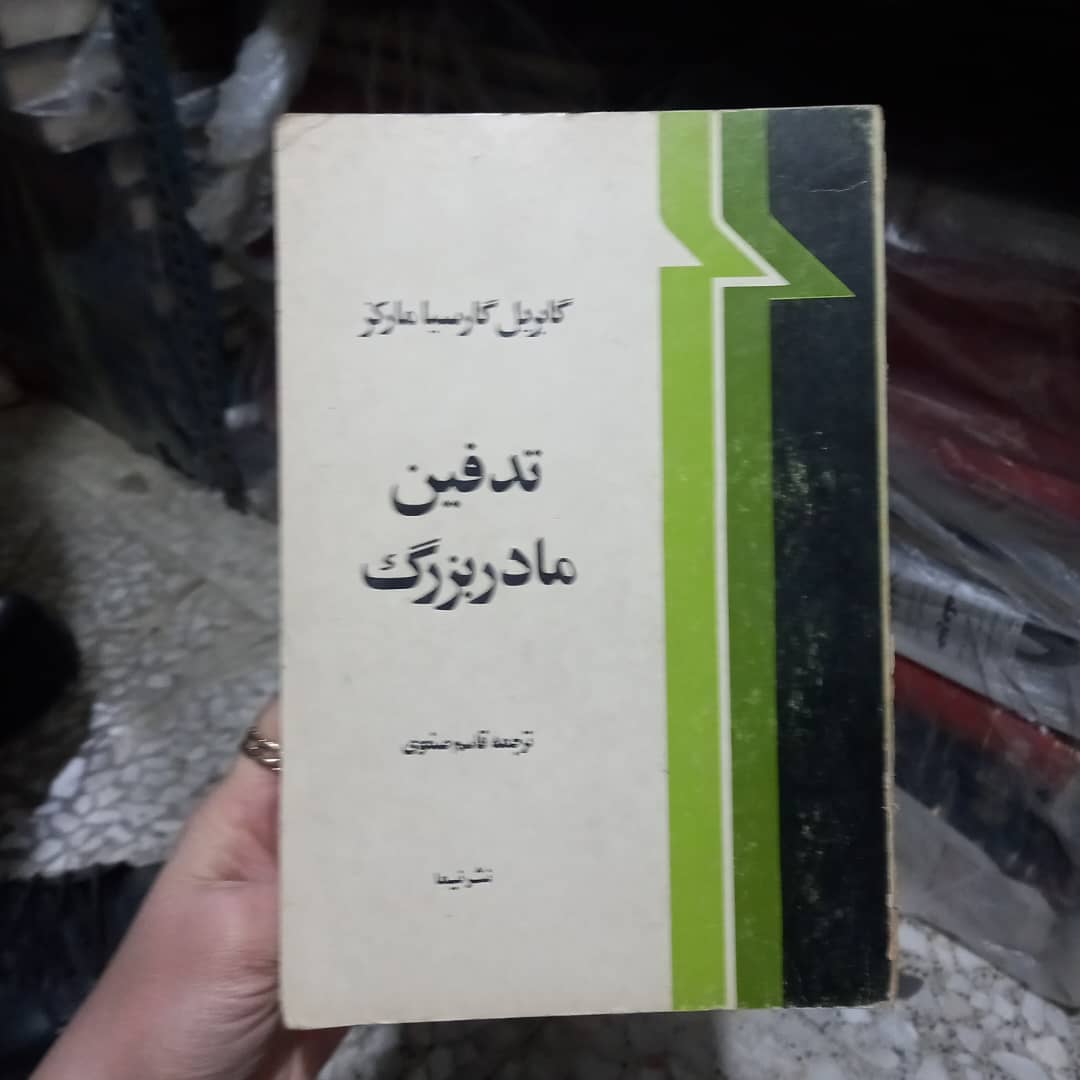 گابریل گارسیا مارکز
تدفین
مادربزرگ
ترجمه قاسم صنعوی
نشر نیما